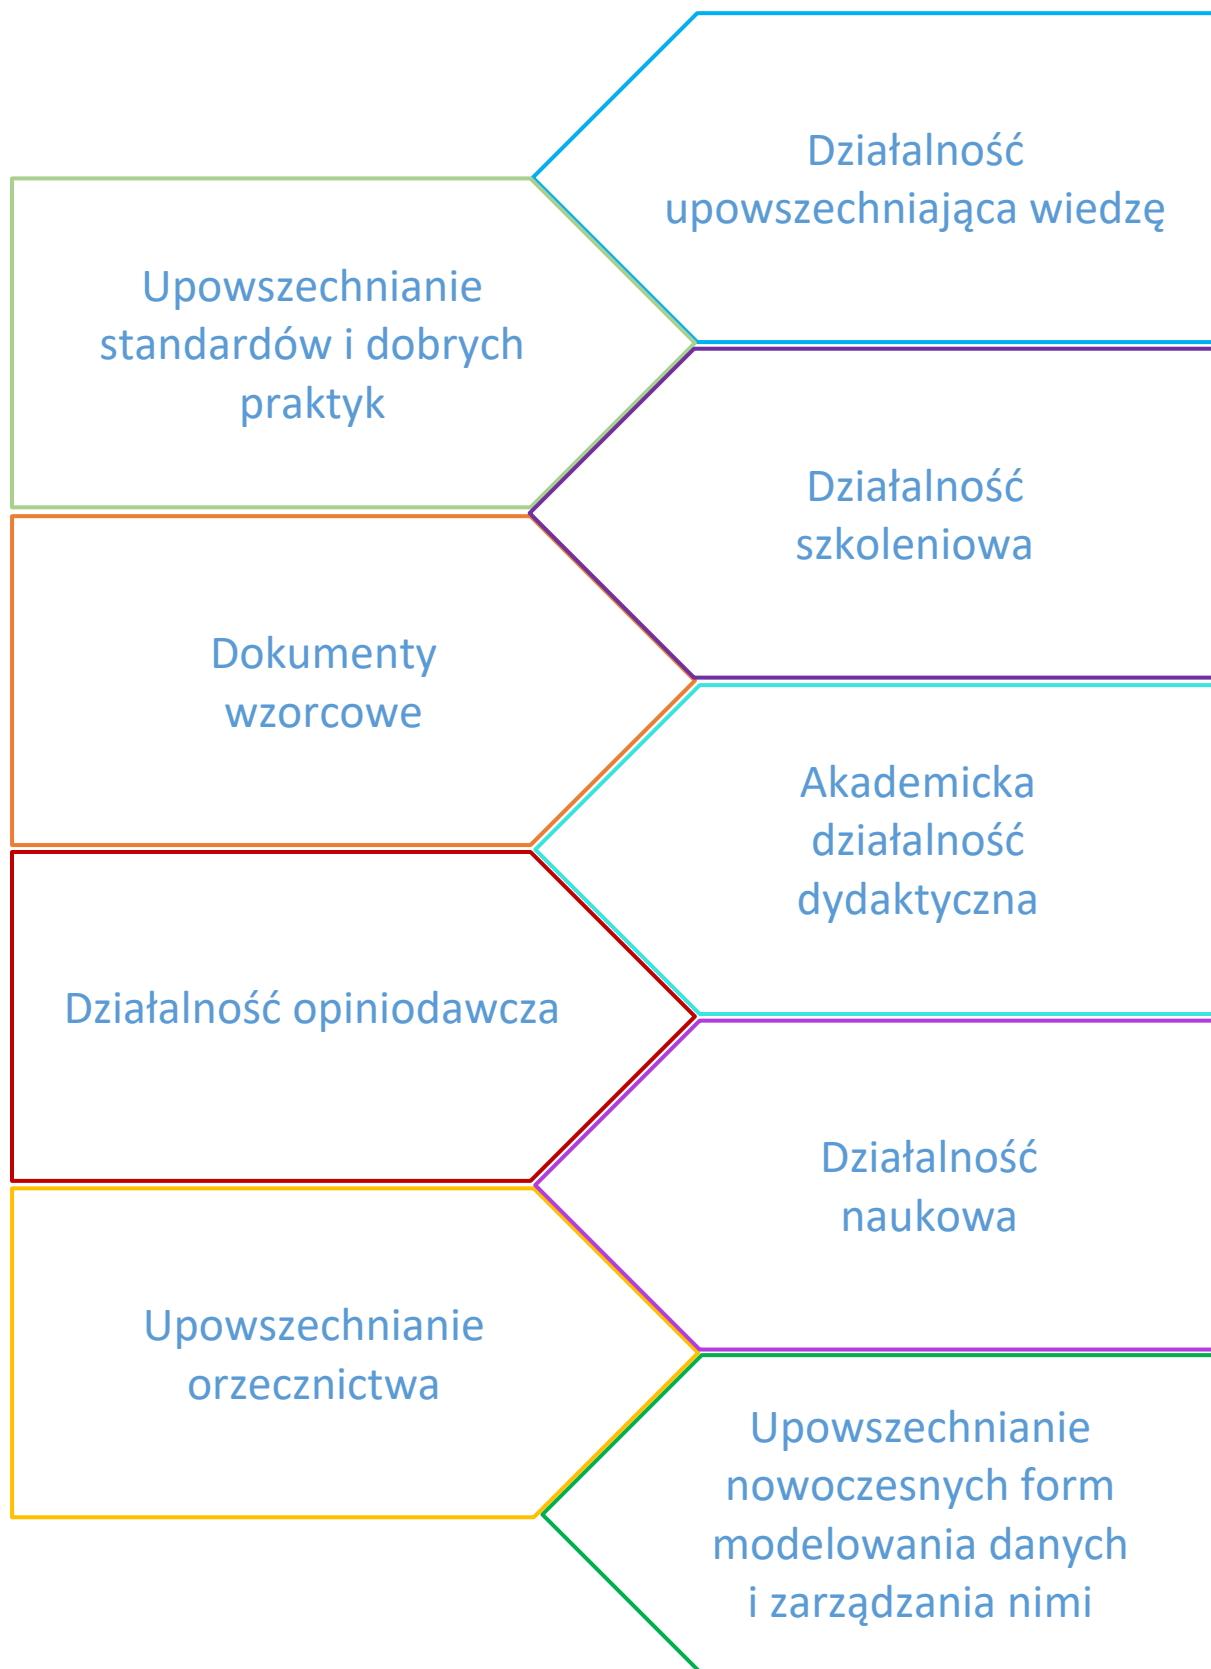 Działalność
upowszechniająca wiedzę
Upowszechnianie
standardów i dobrych
praktyk
Działalność
szkoleniowa
Dokumenty
wzorcowe
Akademicka
działalność
dydaktyczna
Działalność opiniodawcza
Działalność
naukowa
Upowszechnianie
orzecznictwa
Upowszechnianie
nowoczesnych form
modelowania danych
i zarządzania nimi